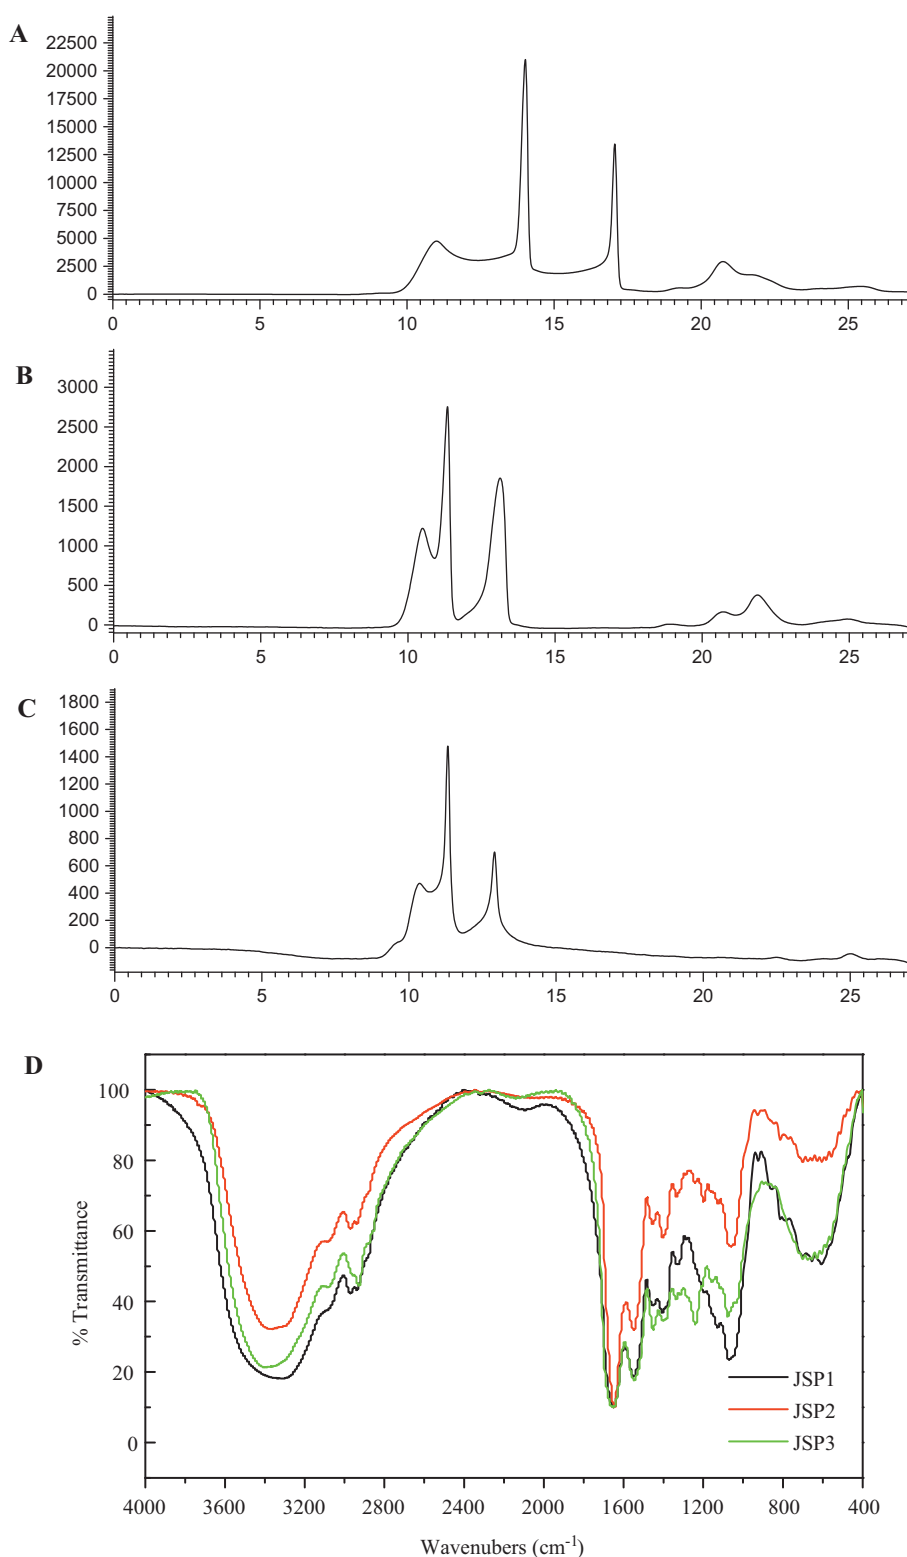 A
22500
20000
17500
15000
12500
10000
7500
5000
2500
0
0 5 10 15 20 25
B
3000
2500
2000
1500
1000
500
0
0 5 10 15 20 25
C
1800
1600
1400
1200
1000
800
600
400
200
0
0 5 10 15 20 25
D
100
80
60
40
20
0
% Transmittance
JSP1
JSP2
JSP3
4000 3600 3200 2800 2400 2000 1600 1200 800 400
Wavenubers (cm⁻¹)